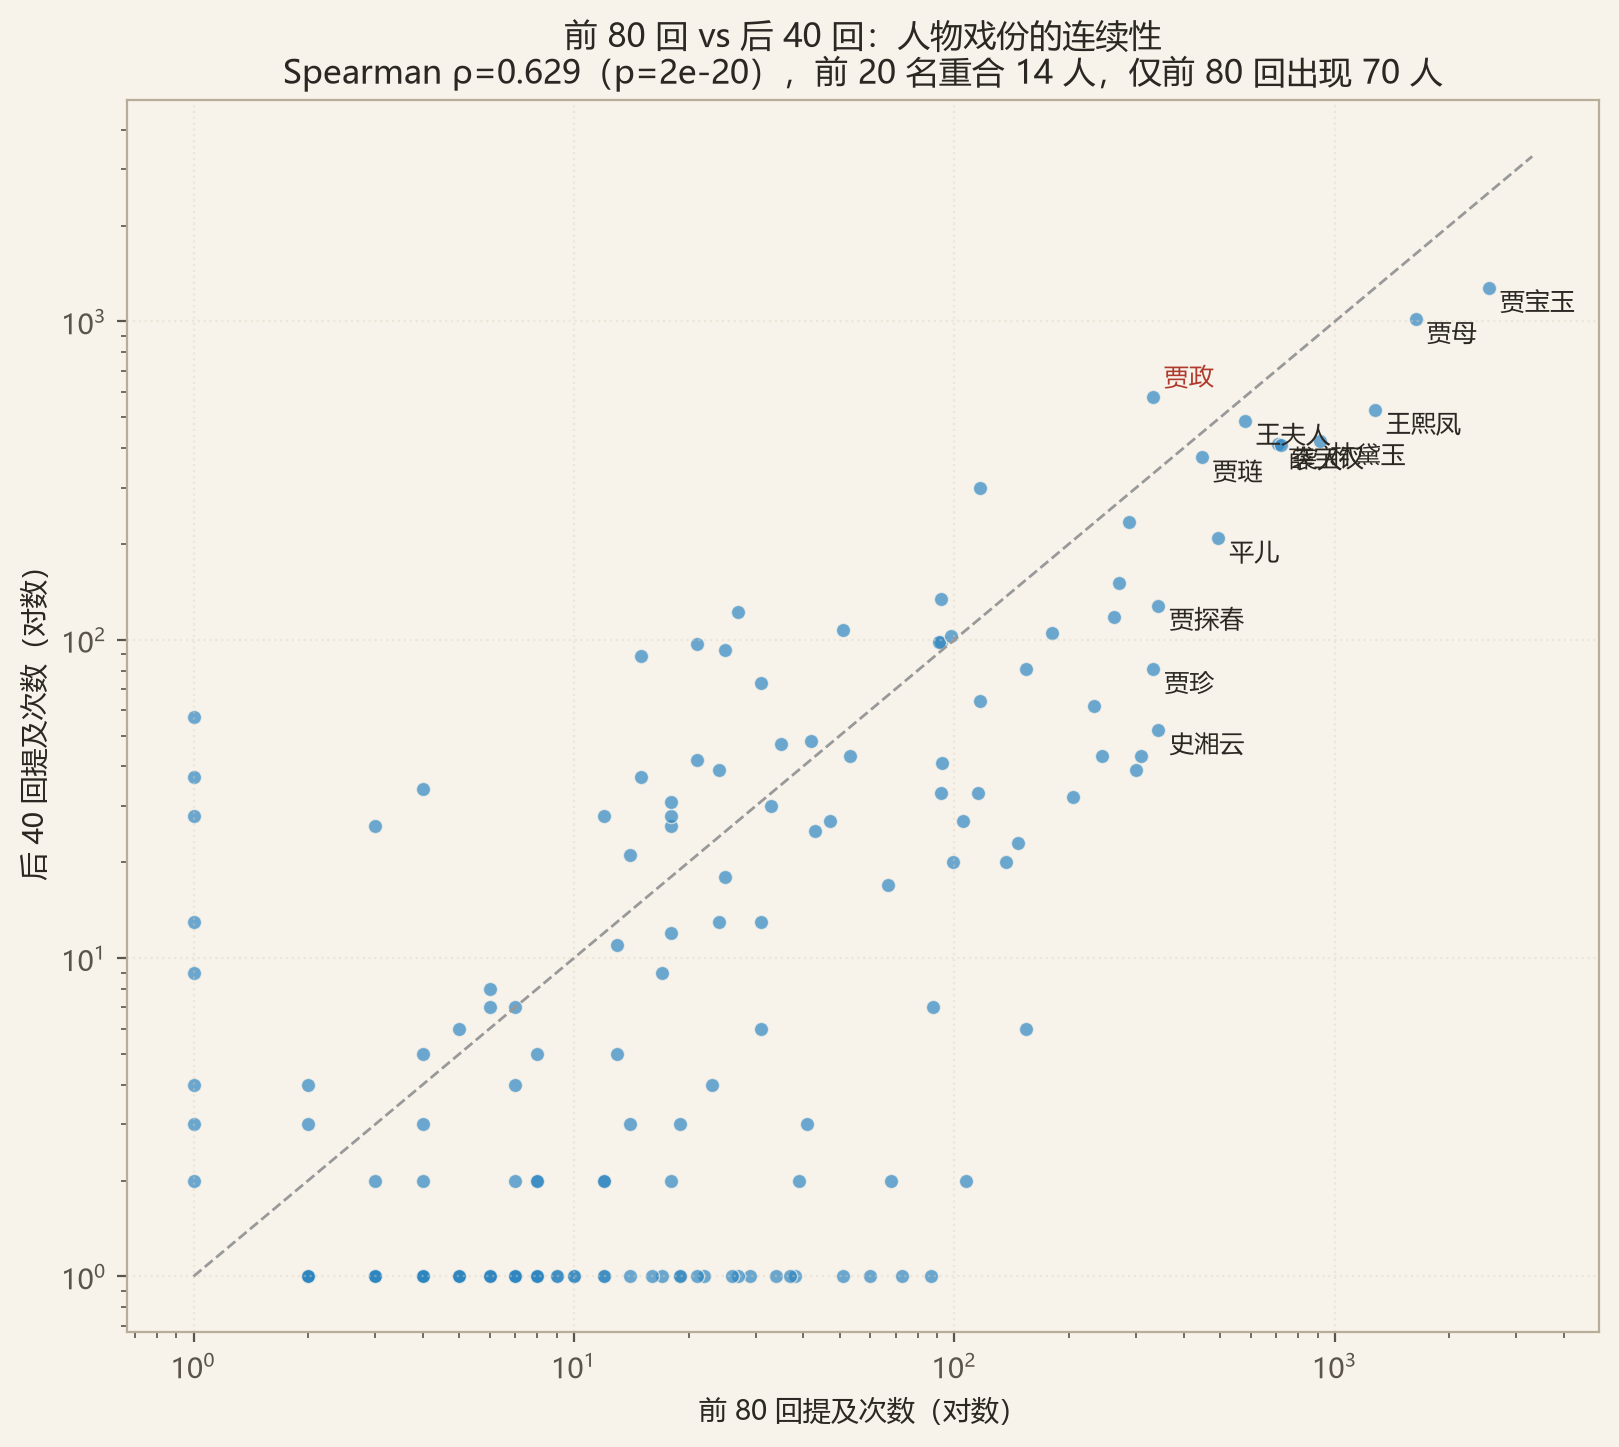 前 80 回 vs 后 40 回：人物戏份的连续性
Spearman ρ=0.629（p=2e-20），前 20 名重合 14 人，仅前 80 回出现 70 人
后 40 回提及次数（对数）
10³
10²
10¹
10⁰
贾宝玉
贾母
贾政
王熙凤
王夫人
林黛玉
贾琏
平儿
贾探春
贾珍
史湘云
10⁰
10¹
10²
10³
前 80 回提及次数（对数）